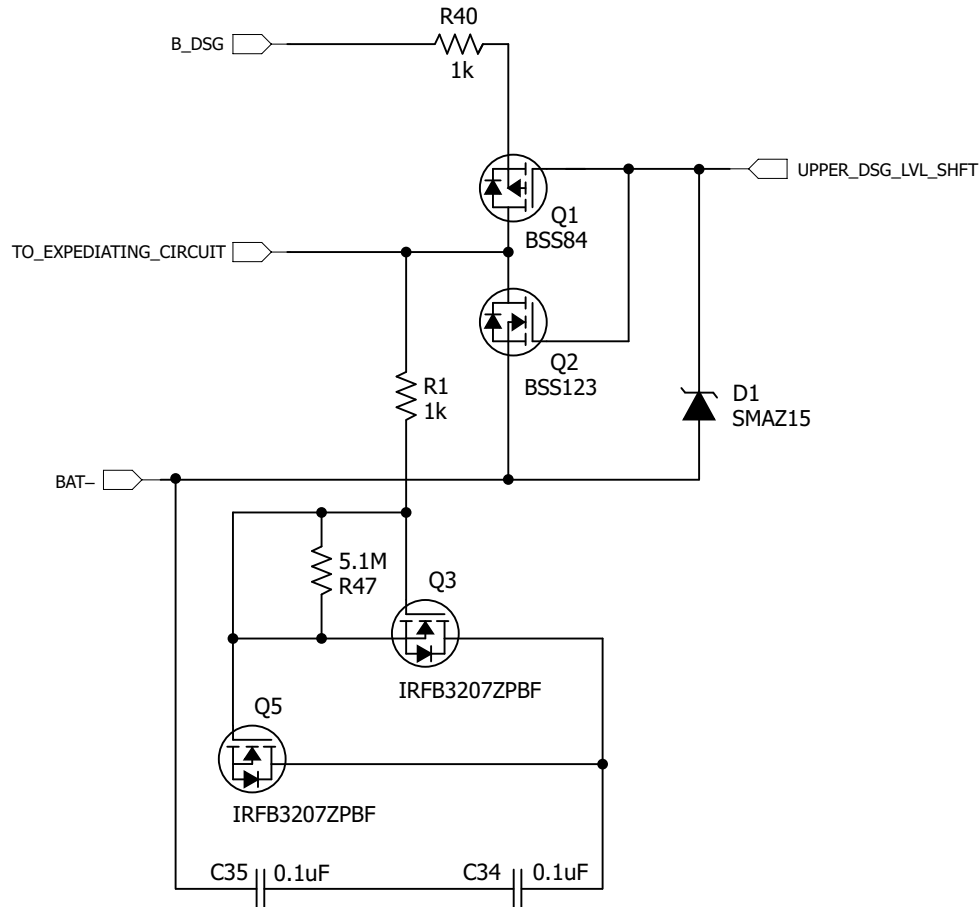 R40
B_DSG
1k
UPPER_DSG_LVL_SHFT
Q1
BSS84
TO_EXPEDIATING_CIRCUIT
Q2
BSS123
R1
1k
D1
SMAZ15
BAT–
5.1M
R47
Q3
IRFB3207ZPBF
Q5
IRFB3207ZPBF
C35 0.1uF
C34 0.1uF